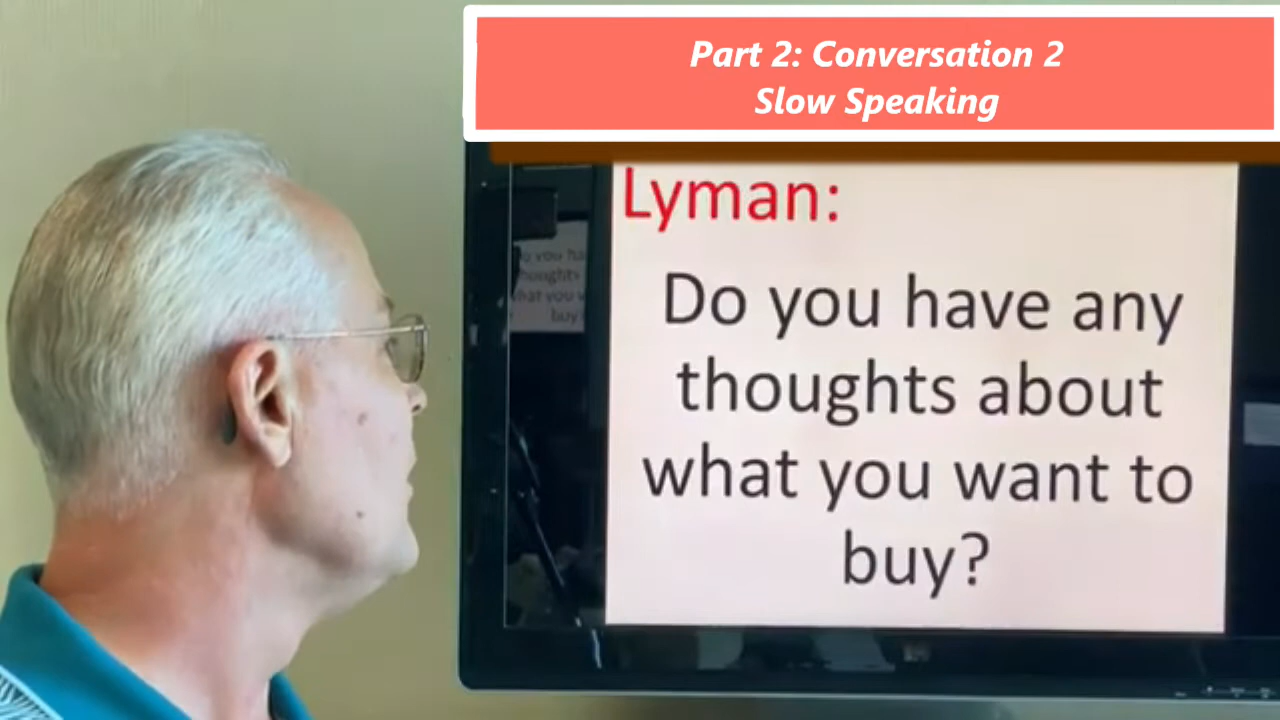 Part 2: Conversation 2
Slow Speaking
Lyman:
Do you have any
thoughts about
what you want to
buy?